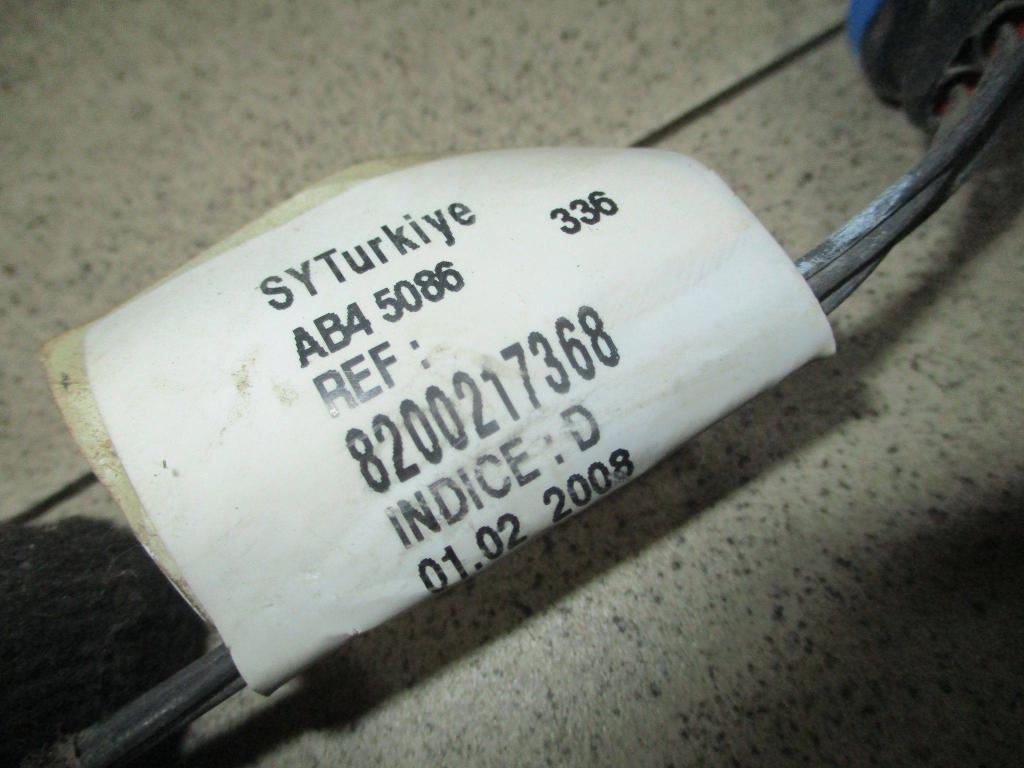 SYTurkiye 336
AB4 5086
REF :
8200217368
INDICE : D
01.02 2008